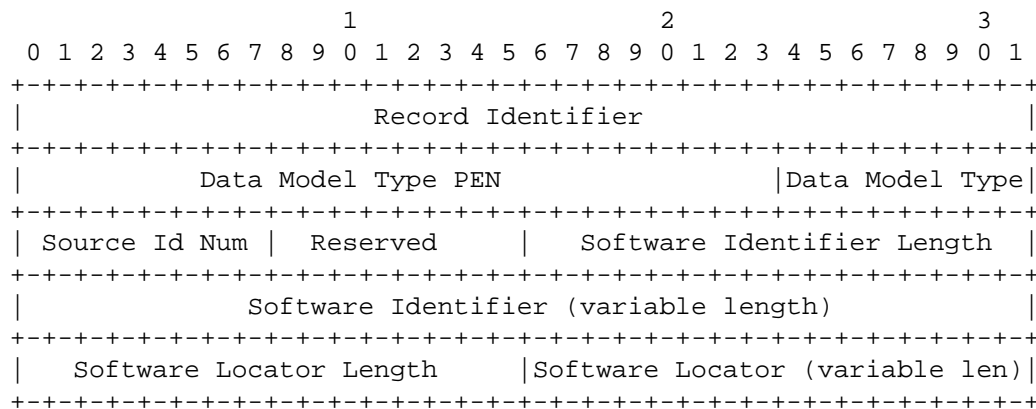 1                   2                   3
 0 1 2 3 4 5 6 7 8 9 0 1 2 3 4 5 6 7 8 9 0 1 2 3 4 5 6 7 8 9 0 1
+-+-+-+-+-+-+-+-+-+-+-+-+-+-+-+-+-+-+-+-+-+-+-+-+-+-+-+-+-+-+-+-+
|                       Record Identifier                       |
+-+-+-+-+-+-+-+-+-+-+-+-+-+-+-+-+-+-+-+-+-+-+-+-+-+-+-+-+-+-+-+-+
|            Data Model Type PEN                |Data Model Type|
+-+-+-+-+-+-+-+-+-+-+-+-+-+-+-+-+-+-+-+-+-+-+-+-+-+-+-+-+-+-+-+-+
| Source Id Num |  Reserved     |   Software Identifier Length  |
+-+-+-+-+-+-+-+-+-+-+-+-+-+-+-+-+-+-+-+-+-+-+-+-+-+-+-+-+-+-+-+-+
|               Software Identifier (variable length)           |
+-+-+-+-+-+-+-+-+-+-+-+-+-+-+-+-+-+-+-+-+-+-+-+-+-+-+-+-+-+-+-+-+
|    Software Locator Length    |Software Locator (variable len)|
+-+-+-+-+-+-+-+-+-+-+-+-+-+-+-+-+-+-+-+-+-+-+-+-+-+-+-+-+-+-+-+-+